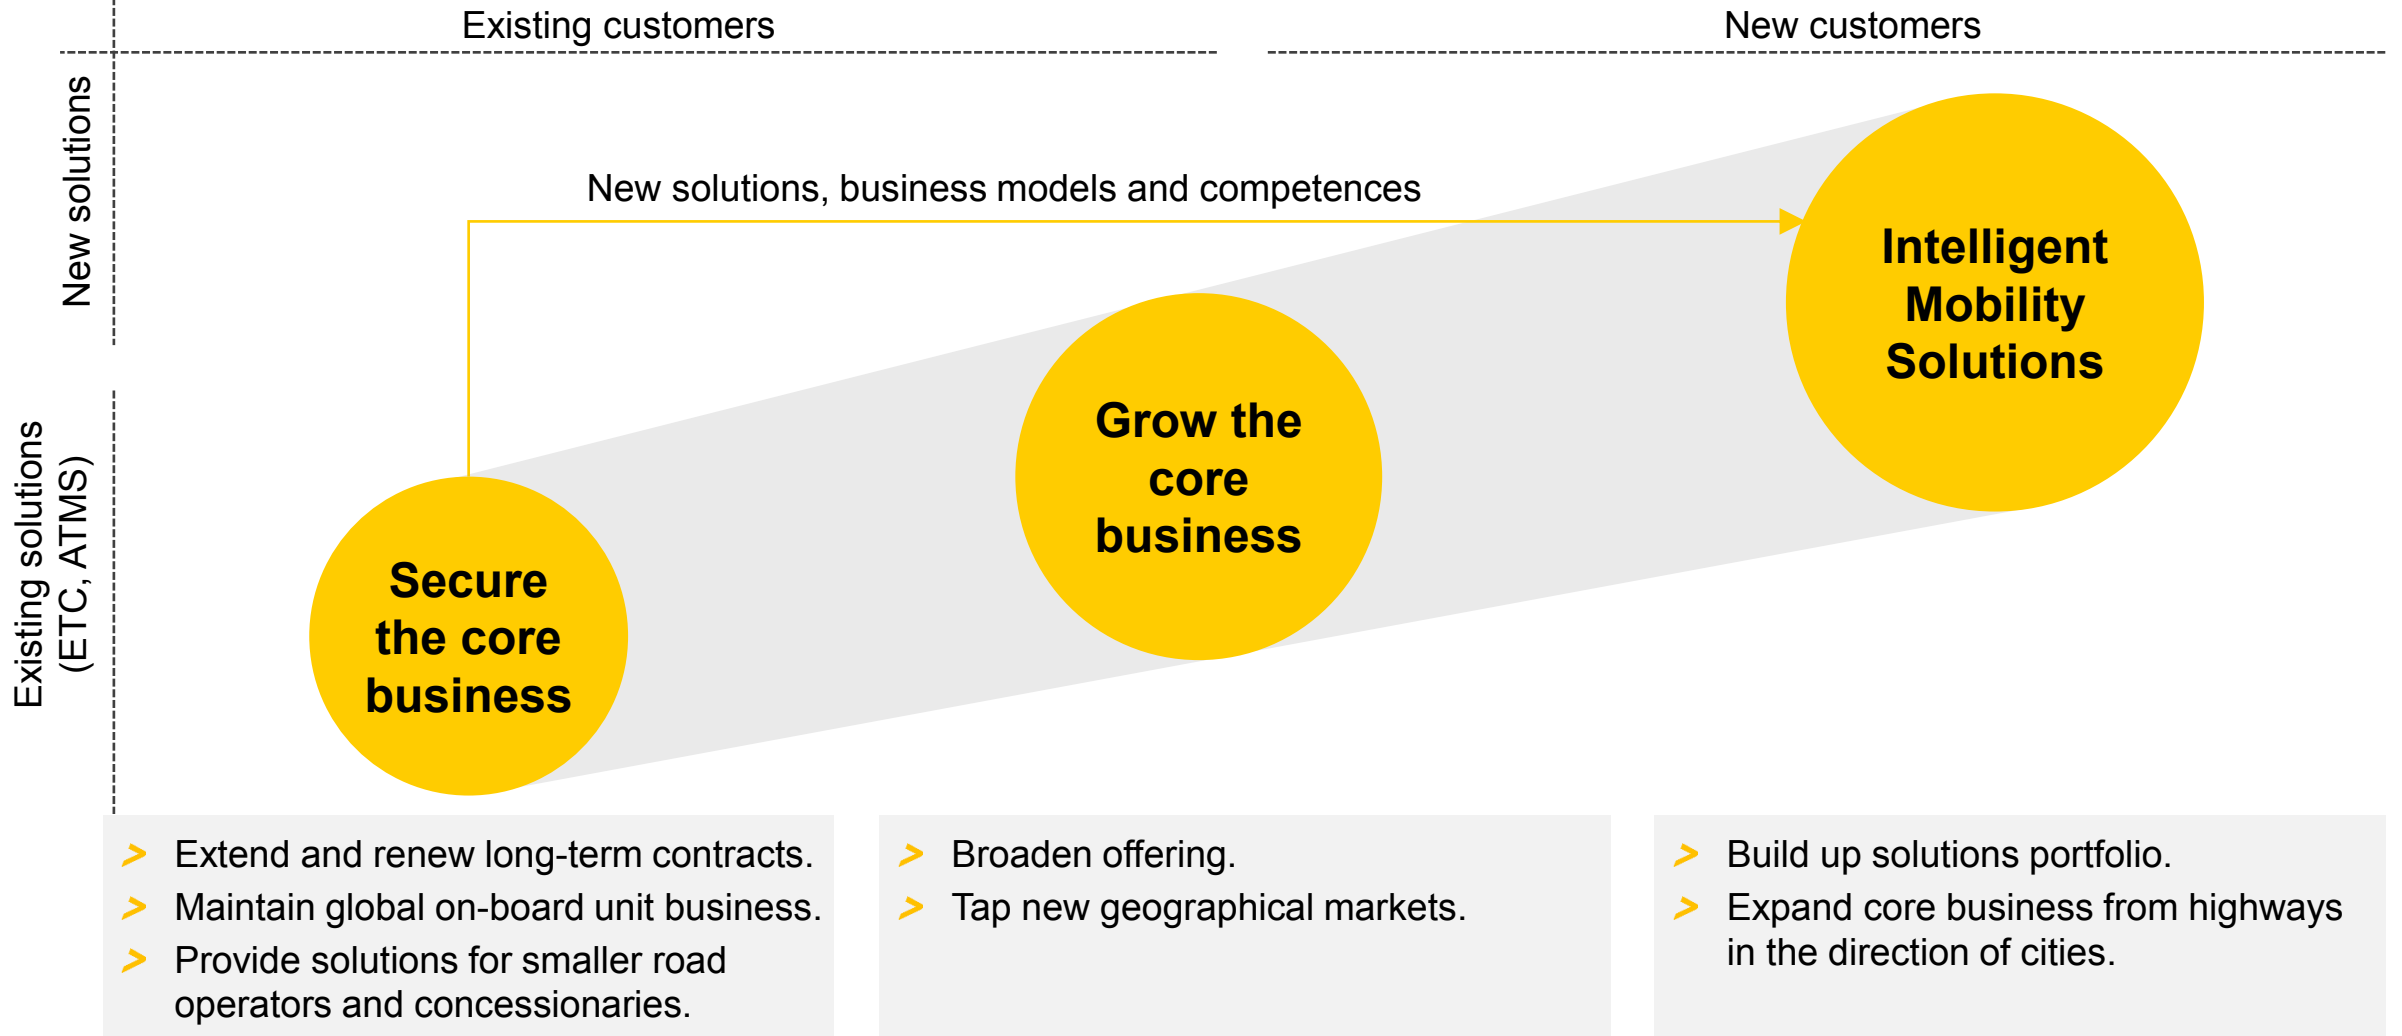 Existing customers
New customers
New solutions
Existing solutions
(ETC, ATMS)
New solutions, business models and competences
Secure
the core
business
Grow the
core
business
Intelligent
Mobility
Solutions
> Extend and renew long-term contracts.
> Maintain global on-board unit business.
> Provide solutions for smaller road
operators and concessionaries.
> Broaden offering.
> Tap new geographical markets.
> Build up solutions portfolio.
> Expand core business from highways
in the direction of cities.